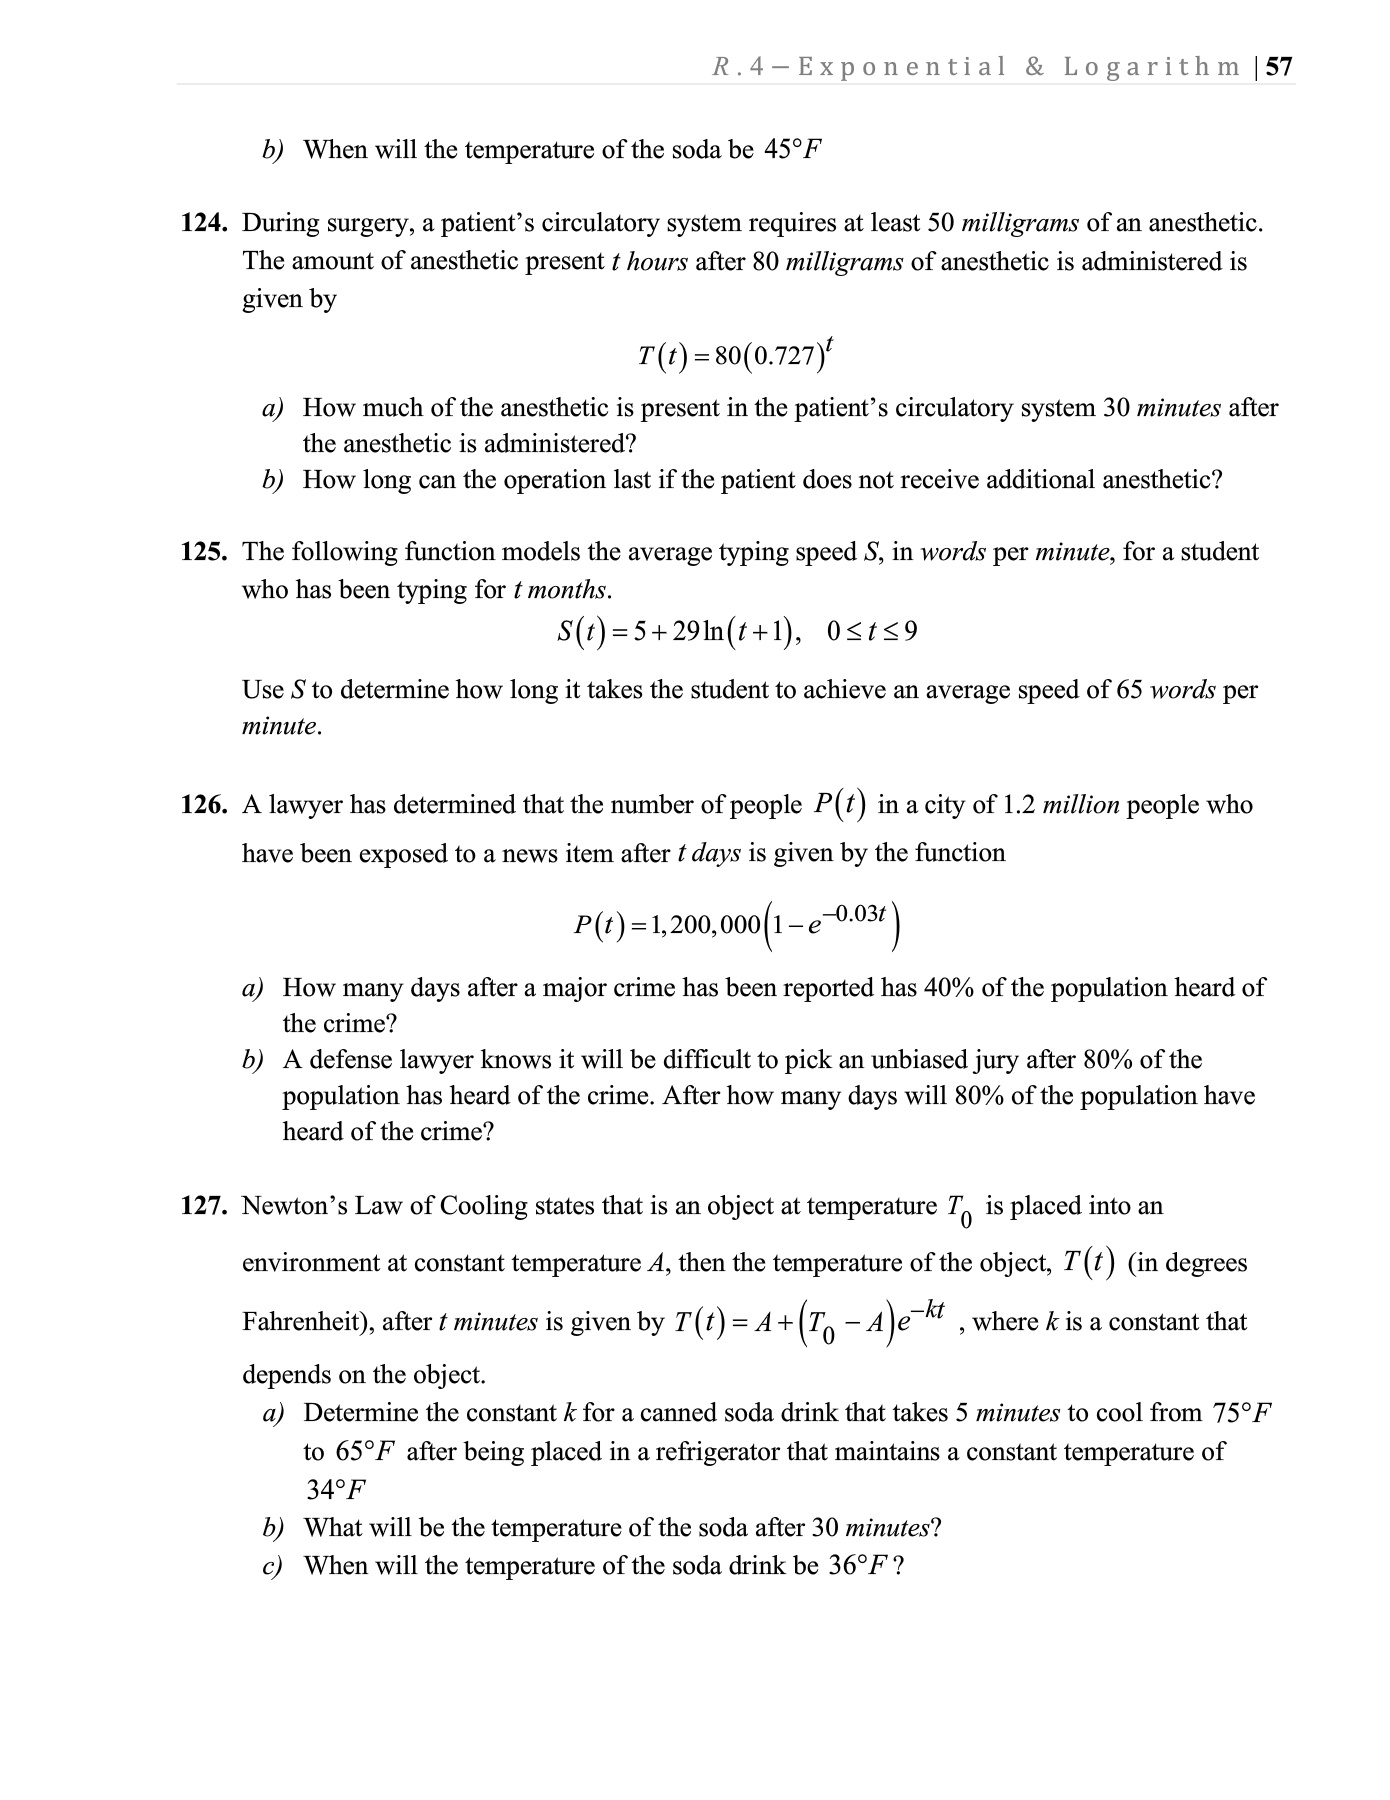 R.4 – Exponential & Logarithm | 57
b) When will the temperature of the soda be 45°F
124. During surgery, a patient’s circulatory system requires at least 50 milligrams of an anesthetic.
The amount of anesthetic present t hours after 80 milligrams of anesthetic is administered is
given by
T(t) = 80(0.727)^t
a) How much of the anesthetic is present in the patient’s circulatory system 30 minutes after
the anesthetic is administered?
b) How long can the operation last if the patient does not receive additional anesthetic?
125. The following function models the average typing speed S, in words per minute, for a student
who has been typing for t months.
S(t) = 5 + 29 ln(t + 1), 0 ≤ t ≤ 9
Use S to determine how long it takes the student to achieve an average speed of 65 words per
minute.
126. A lawyer has determined that the number of people P(t) in a city of 1.2 million people who
have been exposed to a news item after t days is given by the function
P(t) = 1,200,000(1 − e^−0.03t)
a) How many days after a major crime has been reported has 40% of the population heard of
the crime?
b) A defense lawyer knows it will be difficult to pick an unbiased jury after 80% of the
population has heard of the crime. After how many days will 80% of the population have
heard of the crime?
127. Newton’s Law of Cooling states that is an object at temperature T₀ is placed into an
environment at constant temperature A, then the temperature of the object, T(t) (in degrees
Fahrenheit), after t minutes is given by T(t) = A + (T₀ − A)e^−kt , where k is a constant that
depends on the object.
a) Determine the constant k for a canned soda drink that takes 5 minutes to cool from 75°F
to 65°F after being placed in a refrigerator that maintains a constant temperature of
34°F
b) What will be the temperature of the soda after 30 minutes?
c) When will the temperature of the soda drink be 36°F ?